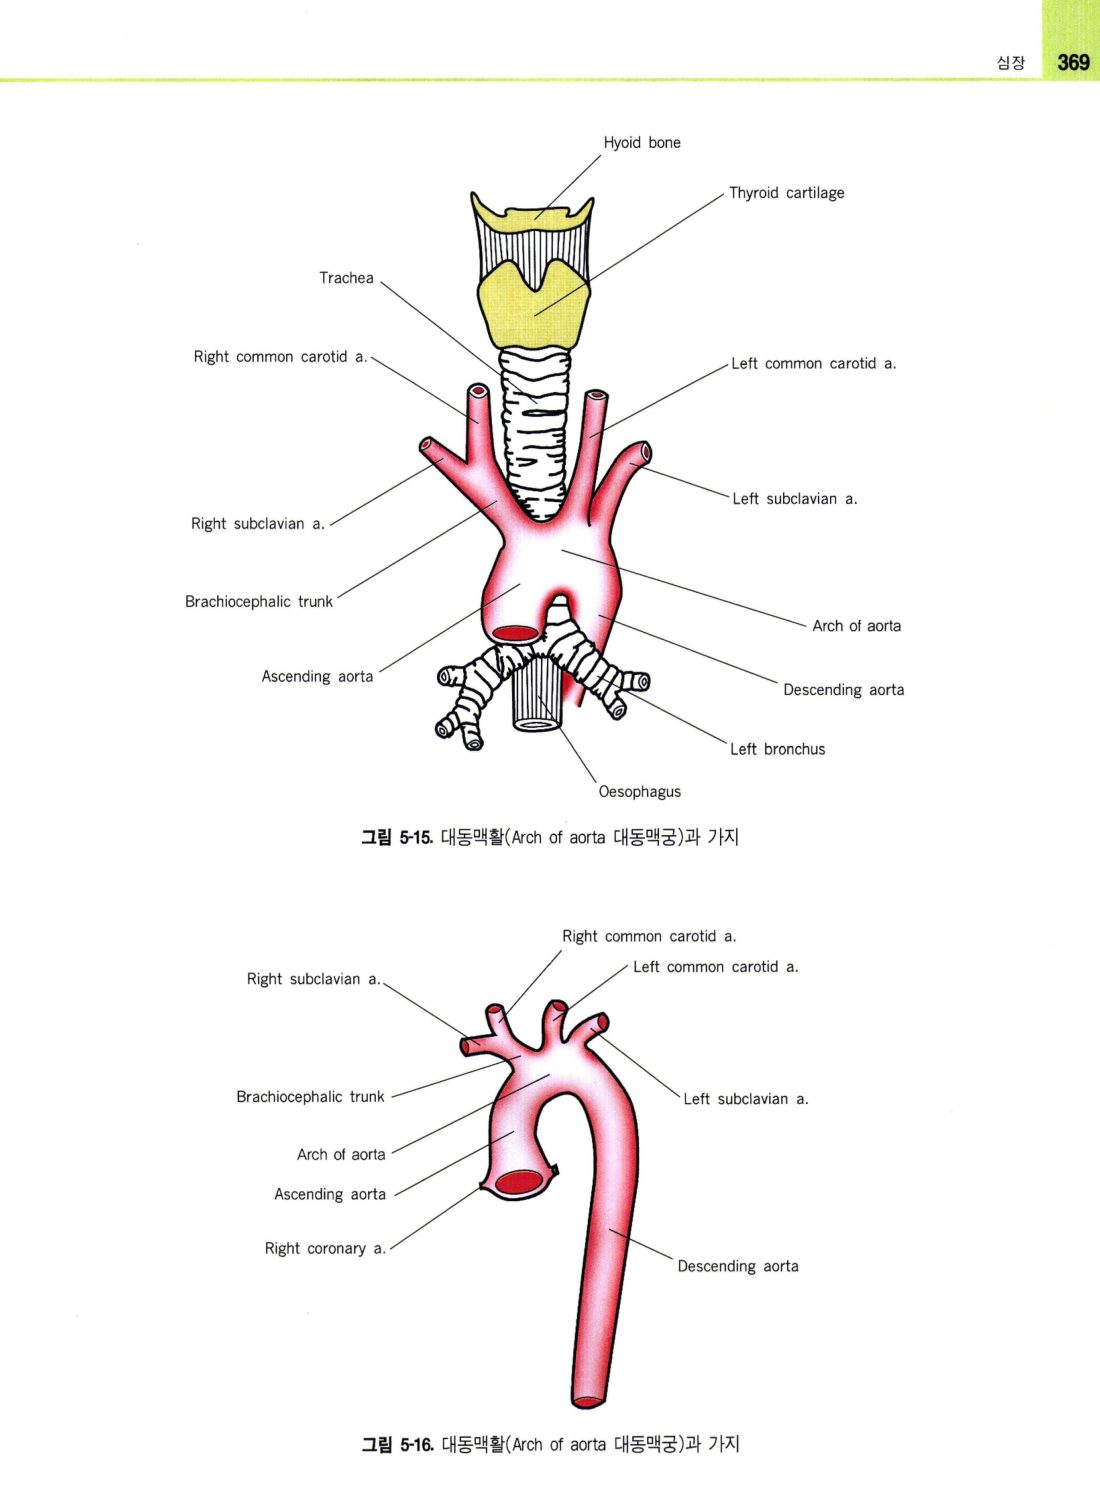 심장 369
Hyoid bone
Thyroid cartilage
Trachea
Right common carotid a.
Left common carotid a.
Left subclavian a.
Right subclavian a.
Brachiocephalic trunk
Arch of aorta
Ascending aorta
Descending aorta
Left bronchus
Oesophagus
그림 5-15. 대동맥활(Arch of aorta 대동맥궁)과 가지
Right common carotid a.
Left common carotid a.
Right subclavian a.
Brachiocephalic trunk
Left subclavian a.
Arch of aorta
Ascending aorta
Right coronary a.
Descending aorta
그림 5-16. 대동맥활(Arch of aorta 대동맥궁)과 가지